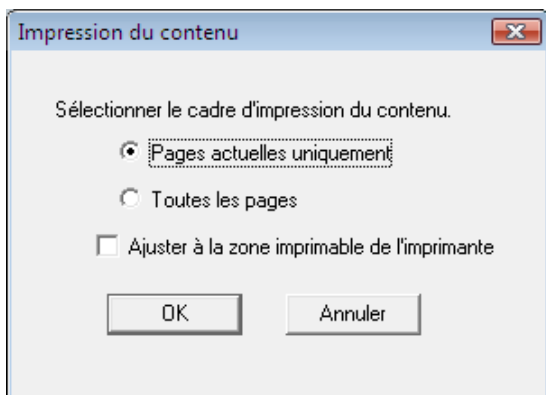 Impression du contenu
Sélectionner le cadre d'impression du contenu.
Pages actuelles uniquement
Toutes les pages
Ajuster à la zone imprimable de l'imprimante
OK Annuler